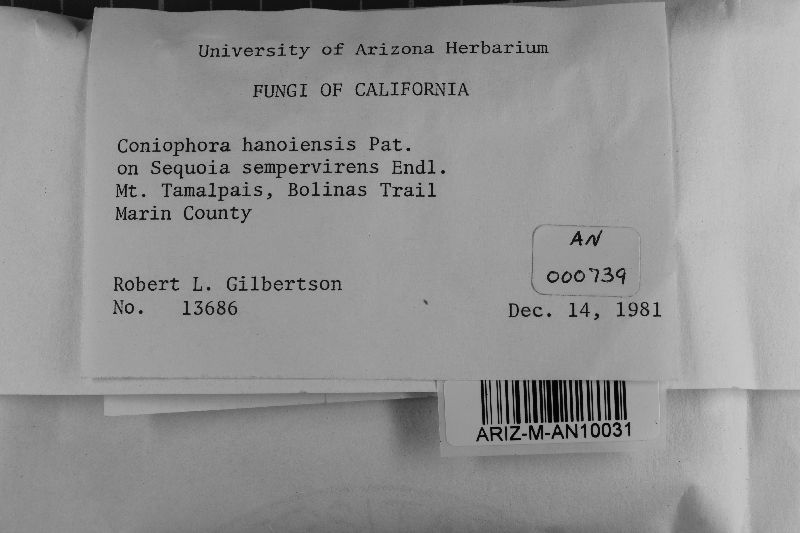 University of Arizona Herbarium
FUNGI OF CALIFORNIA
Coniophora hanoiensis Pat.
on Sequoia sempervirens Endl.
Mt. Tamalpais, Bolinas Trail
Marin County
AN
000739
Robert L. Gilbertson
No. 13686
Dec. 14, 1981
ARIZ-M-AN10031